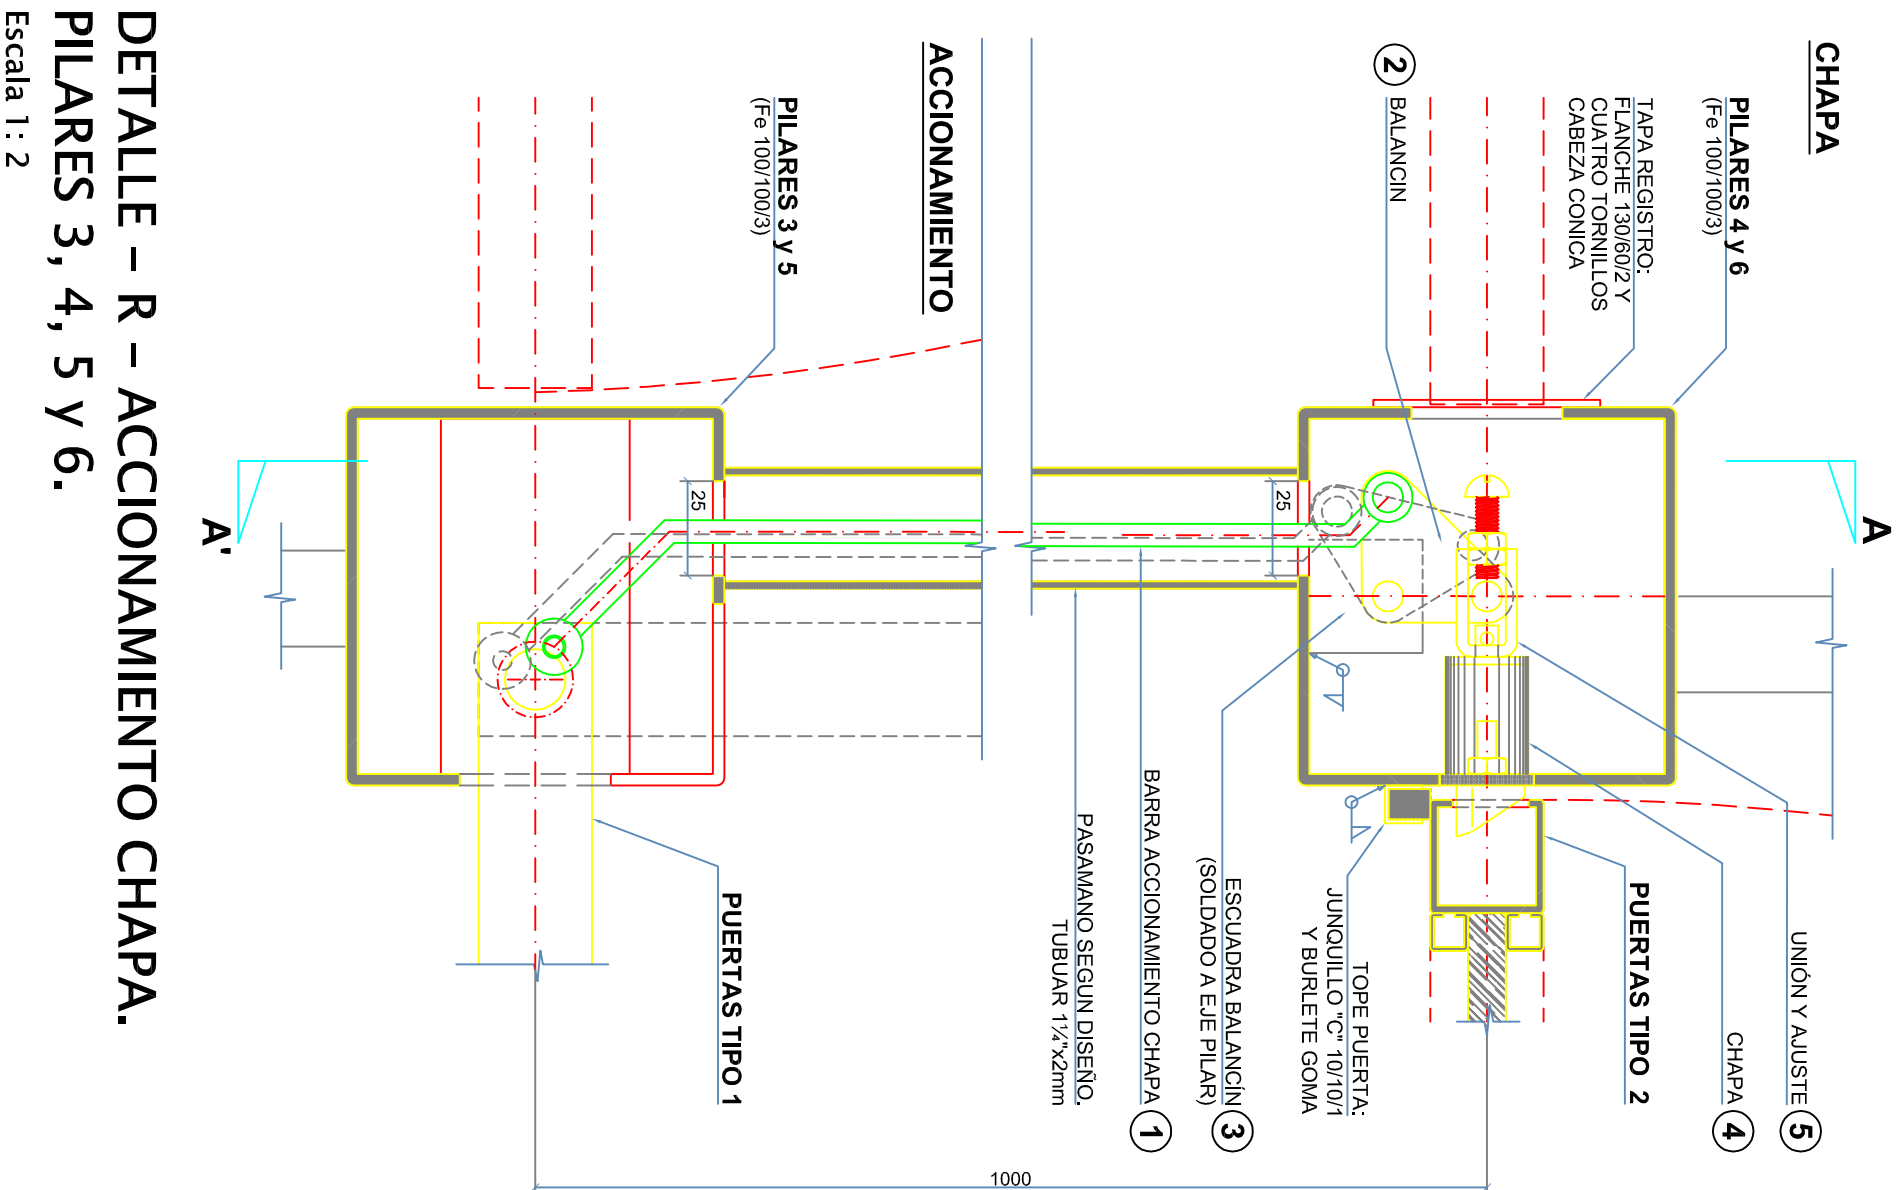 CHAPA
PILARES 4 y 6
(Fe 100/100/3)
TAPA REGISTRO:
FLANCHE 130/60/2 Y
CUATRO TORNILLOS
CABEZA CONICA
2
BALANCIN
ACCIONAMIENTO
PILARES 3 y 5
(Fe 100/100/3)
A
A'
25
25
UNIÓN Y AJUSTE
5
CHAPA
4
PUERTAS TIPO 2
TOPE PUERTA:
JUNQUILLO "C" 10/10/1
Y BURLETE GOMA
ESCUADRA BALANCÍN
(SOLDADO A EJE PILAR)
3
BARRA ACCIONAMIENTO CHAPA
1
PASAMANO SEGUN DISEÑO.
TUBUAR 1¼"x2mm
PUERTAS TIPO 1
1000
DETALLE – R – ACCIONAMIENTO CHAPA.
PILARES 3, 4, 5 y 6.
Escala 1: 2